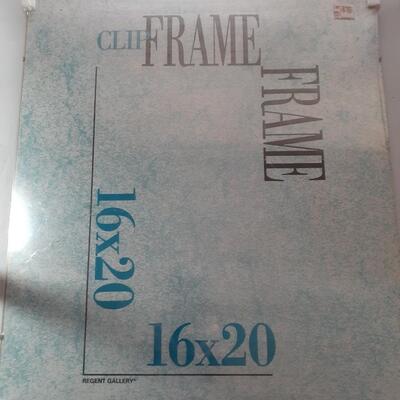 CLIP FRAME
FRAME
16x20
16x20
REGENT GALLERY